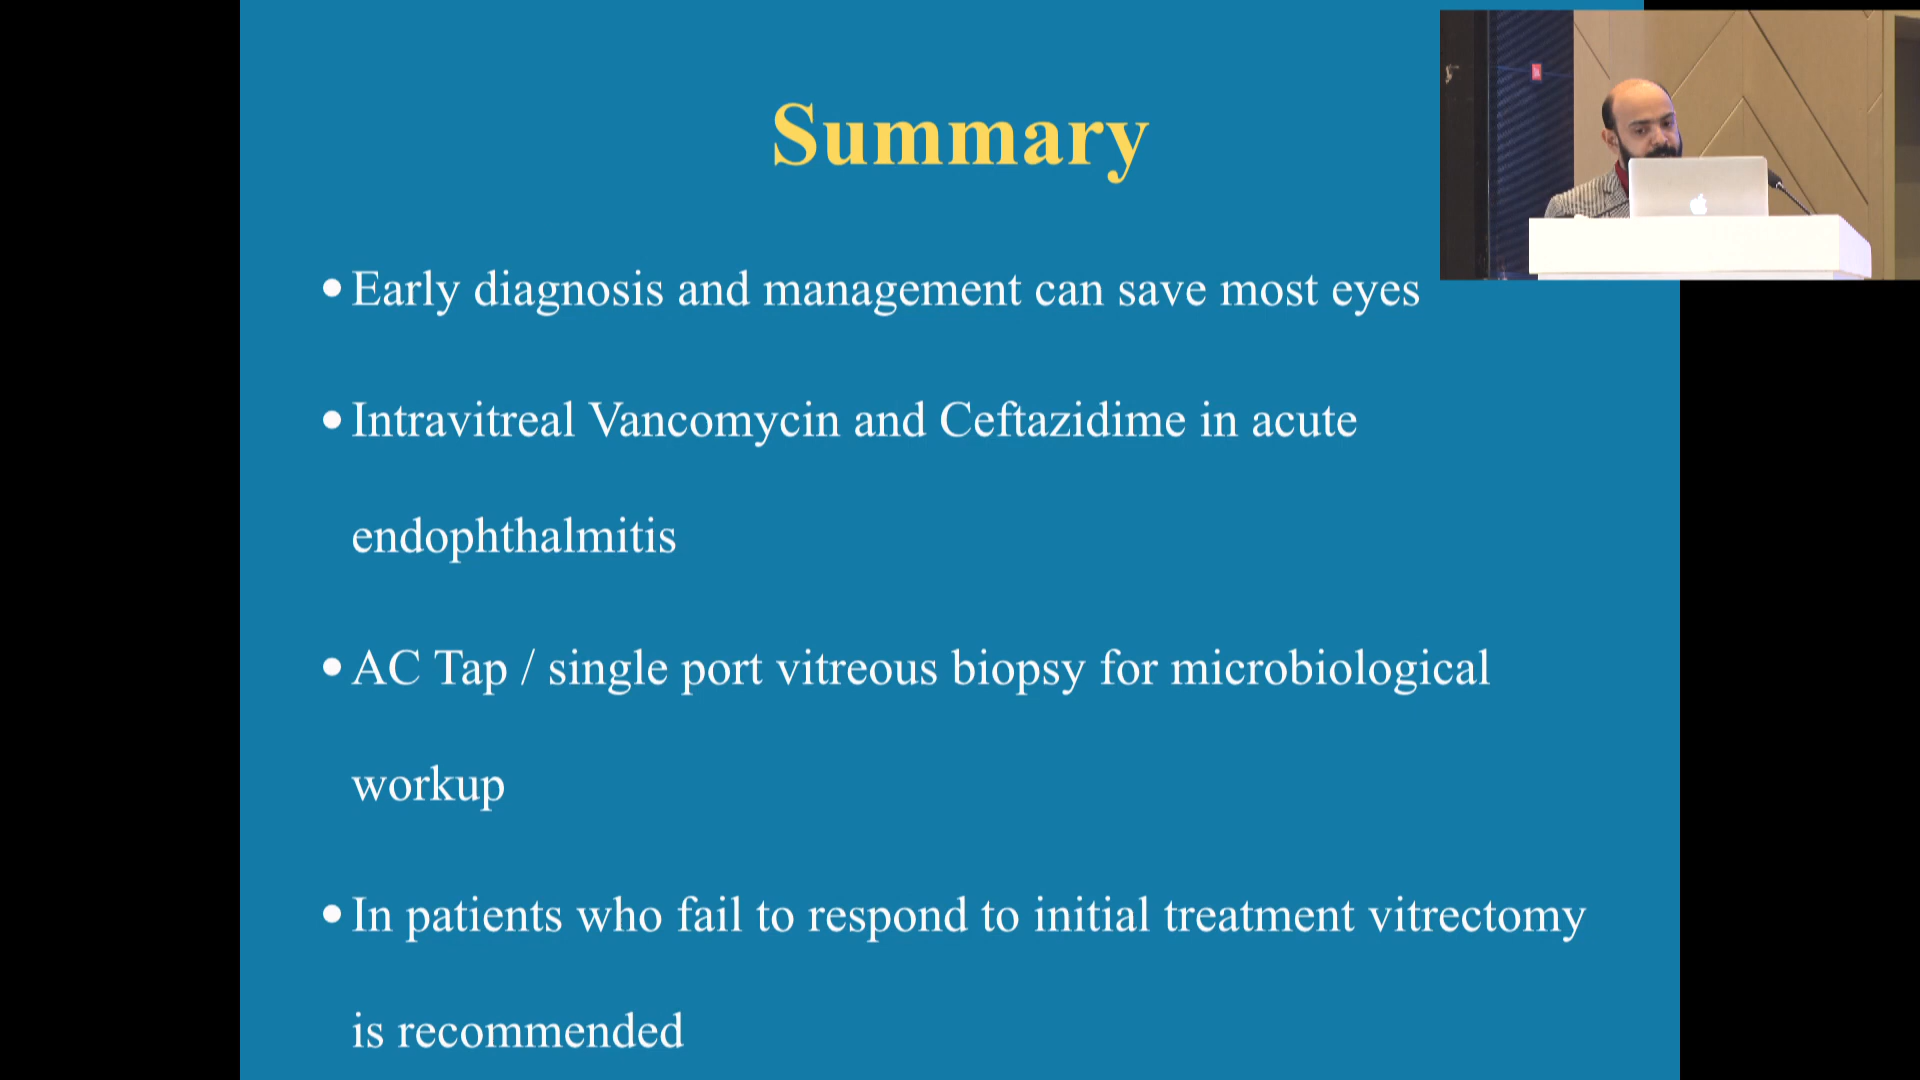 Summary
• Early diagnosis and management can save most eyes
• Intravitreal Vancomycin and Ceftazidime in acute
endophthalmitis
• AC Tap / single port vitreous biopsy for microbiological
workup
• In patients who fail to respond to initial treatment vitrectomy
is recommended